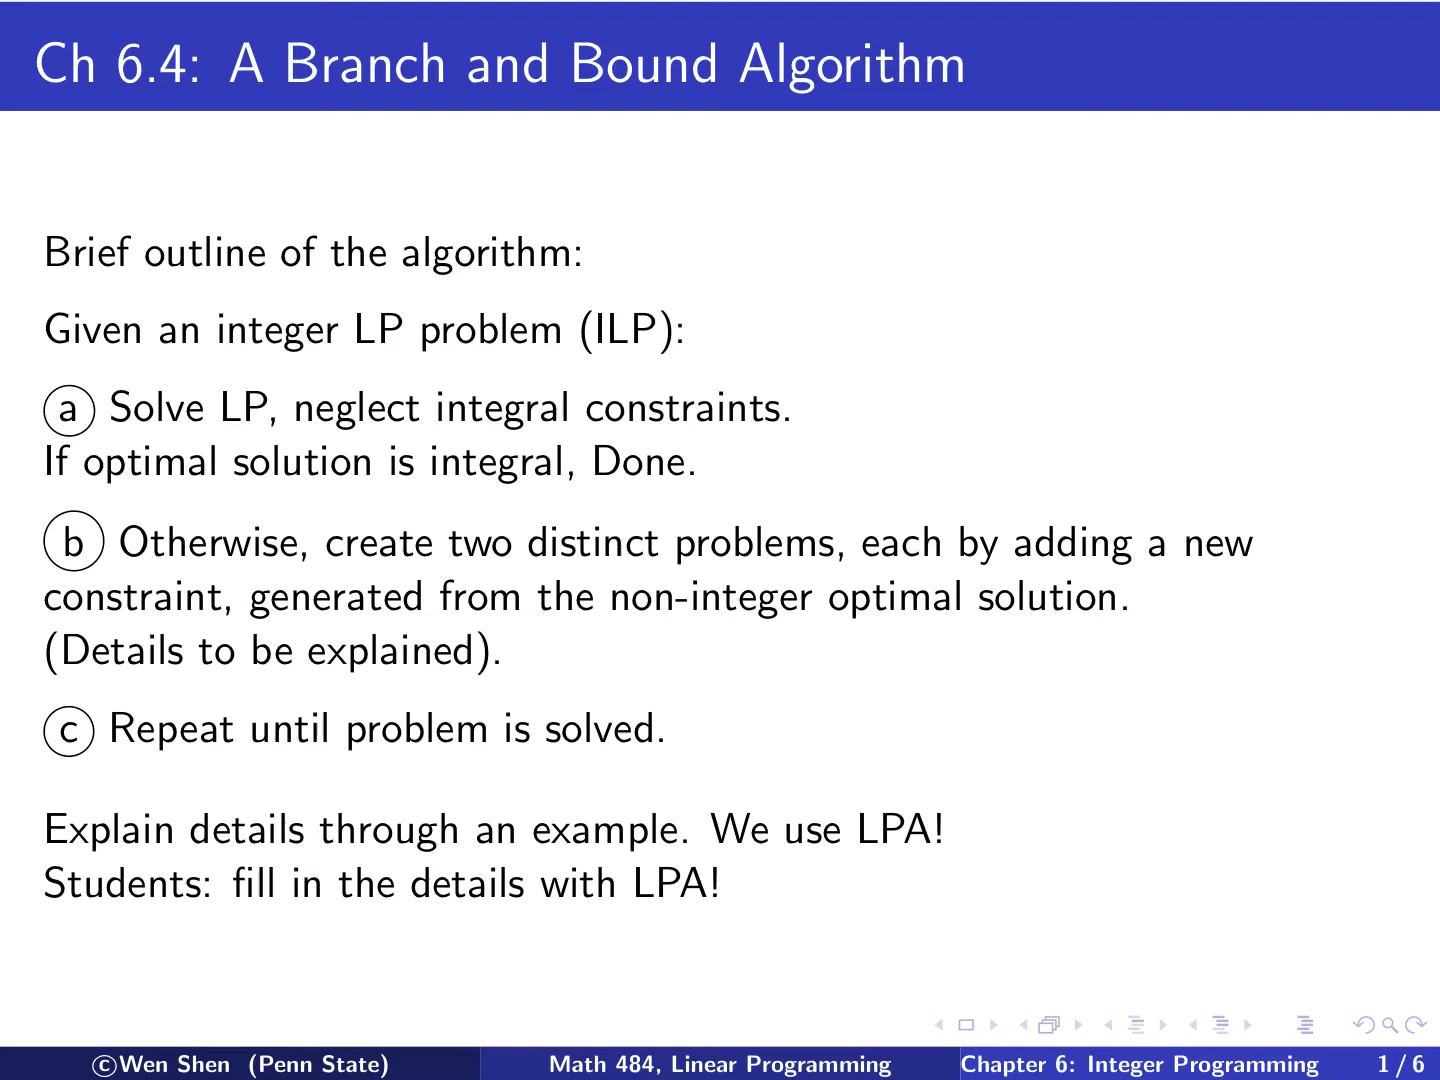 Ch 6.4: A Branch and Bound Algorithm
Brief outline of the algorithm:
Given an integer LP problem (ILP):
ⓐ Solve LP, neglect integral constraints.
If optimal solution is integral, Done.
ⓑ Otherwise, create two distinct problems, each by adding a new
constraint, generated from the non-integer optimal solution.
(Details to be explained).
ⓒ Repeat until problem is solved.
Explain details through an example. We use LPA!
Students: fill in the details with LPA!
©Wen Shen (Penn State) Math 484, Linear Programming Chapter 6: Integer Programming 1 / 6